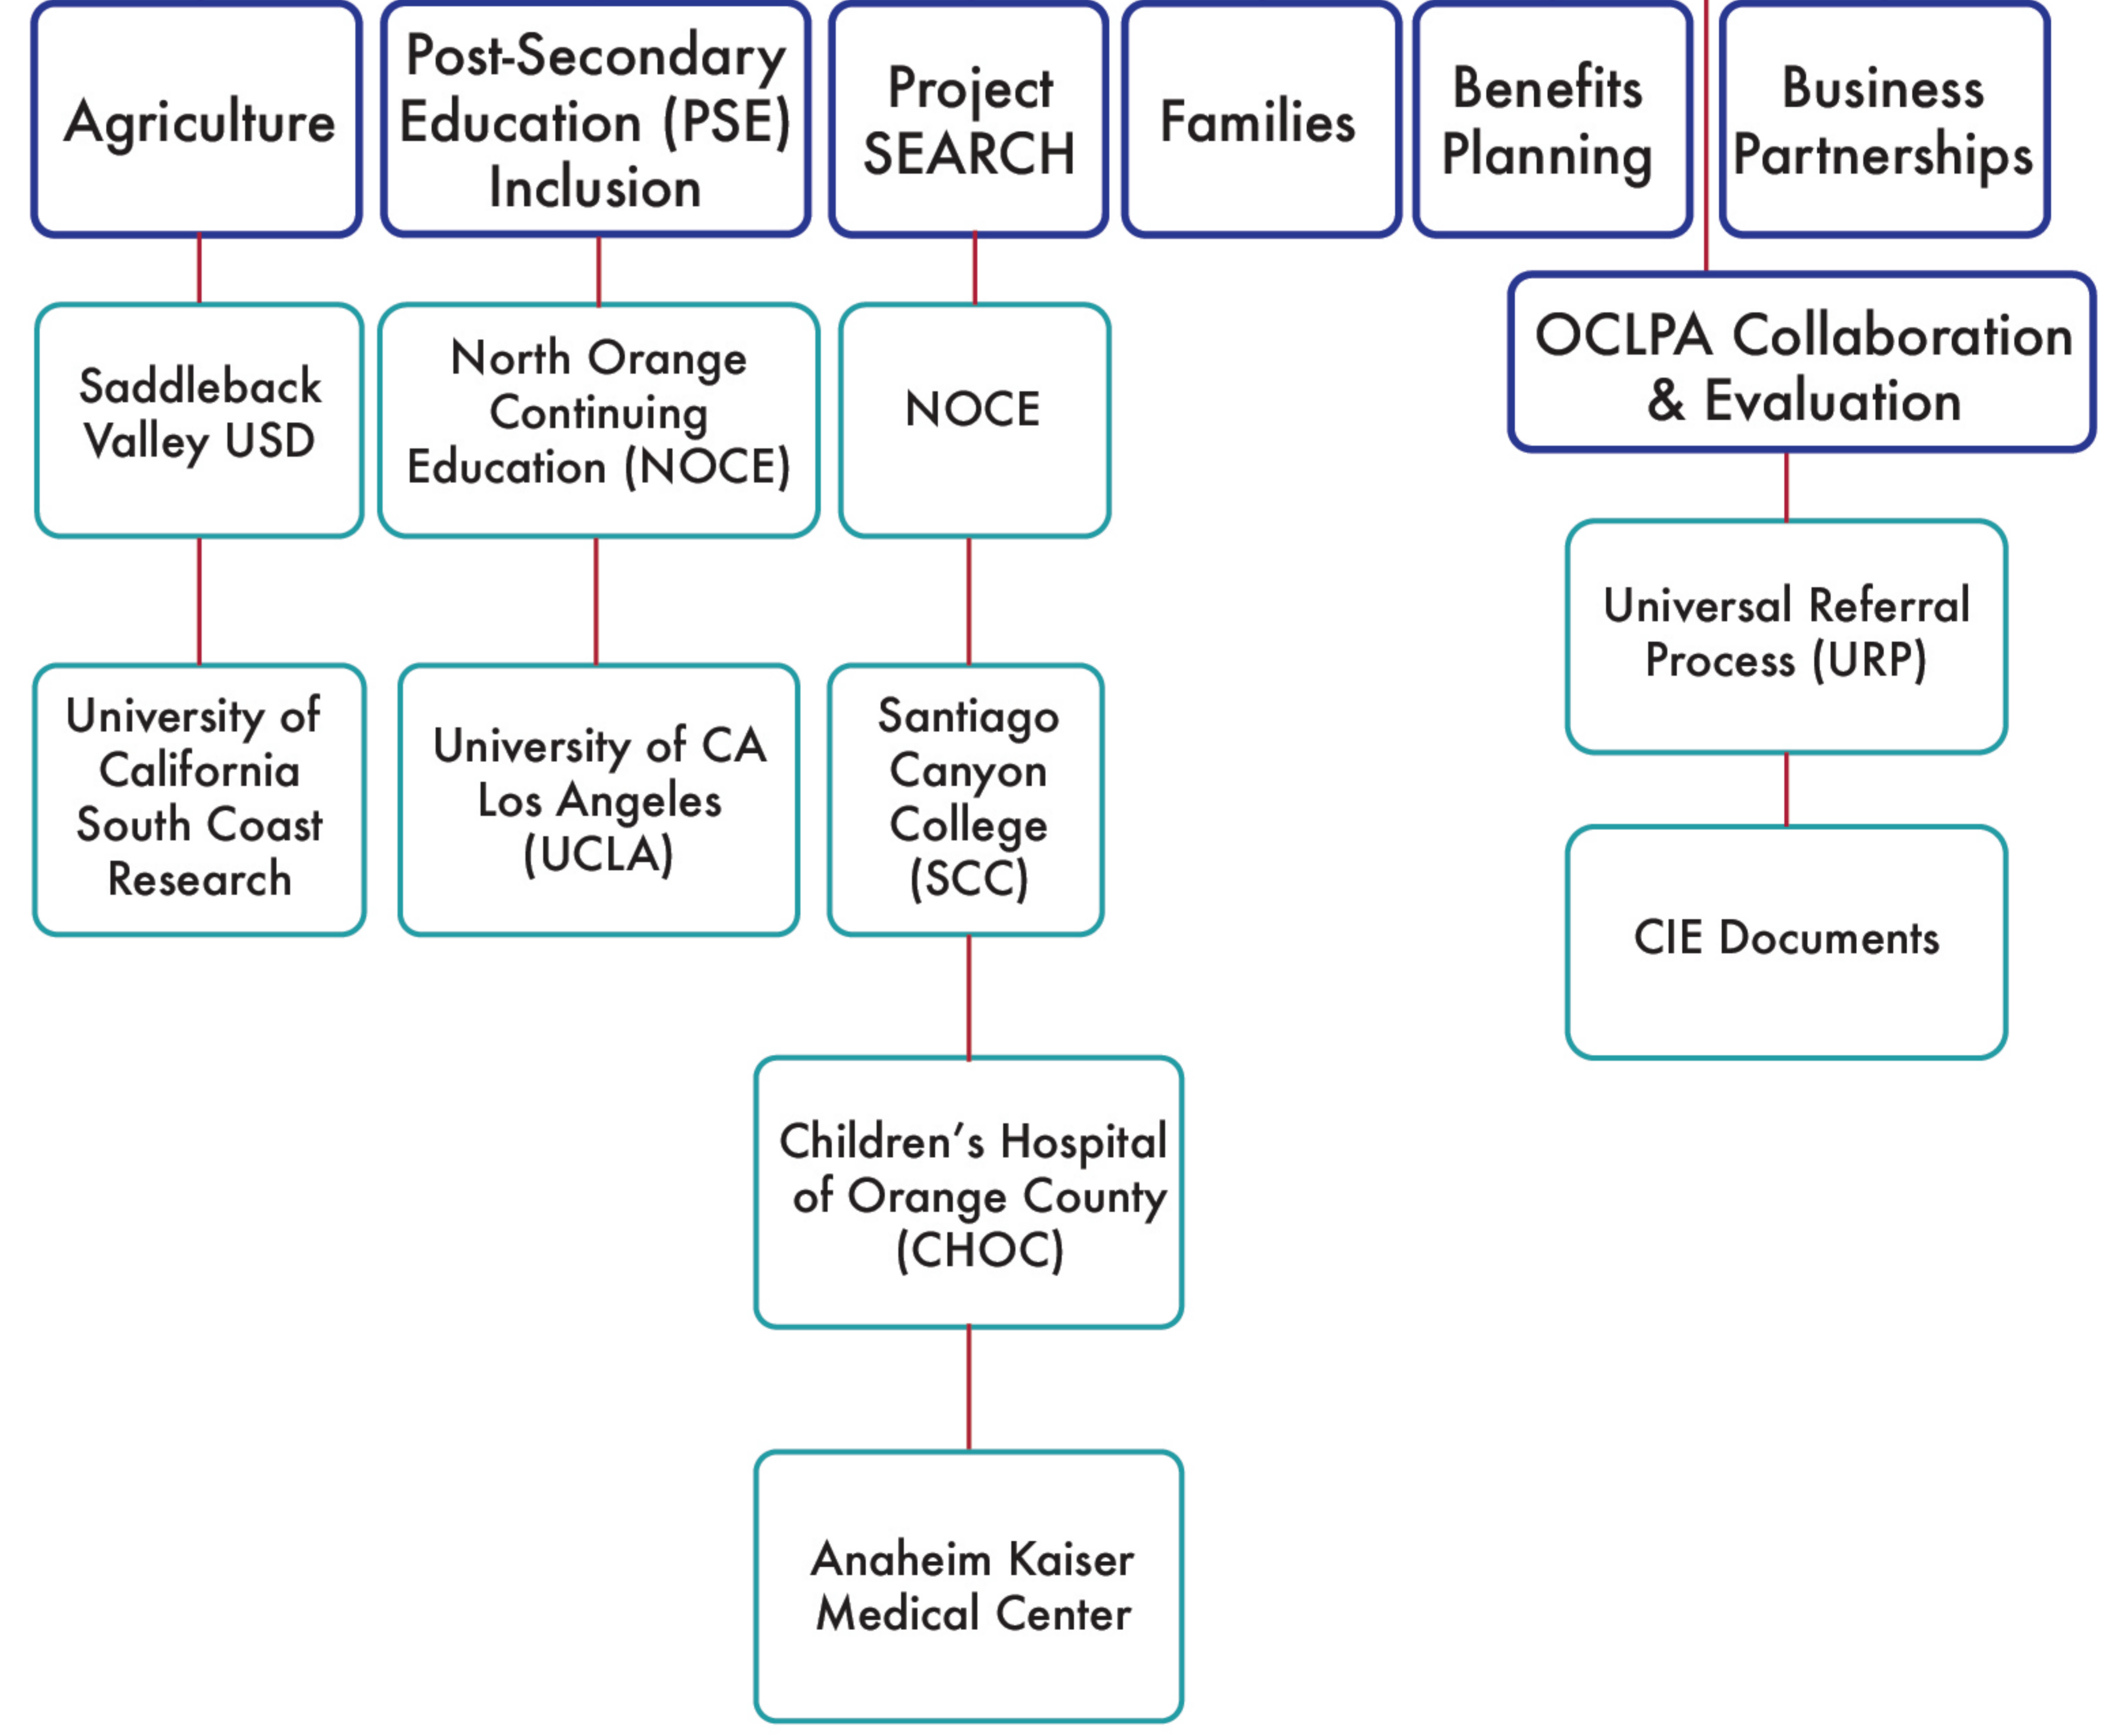 Agriculture
Post-Secondary
Education (PSE)
Inclusion
Project
SEARCH
Families
Benefits
Planning
Business
Partnerships
OCLPA Collaboration
& Evaluation
Saddleback
Valley USD
North Orange
Continuing
Education (NOCE)
NOCE
Universal Referral
Process (URP)
University of
California
South Coast
Research
University of CA
Los Angeles
(UCLA)
Santiago
Canyon
College
(SCC)
CIE Documents
Children’s Hospital
of Orange County
(CHOC)
Anaheim Kaiser
Medical Center